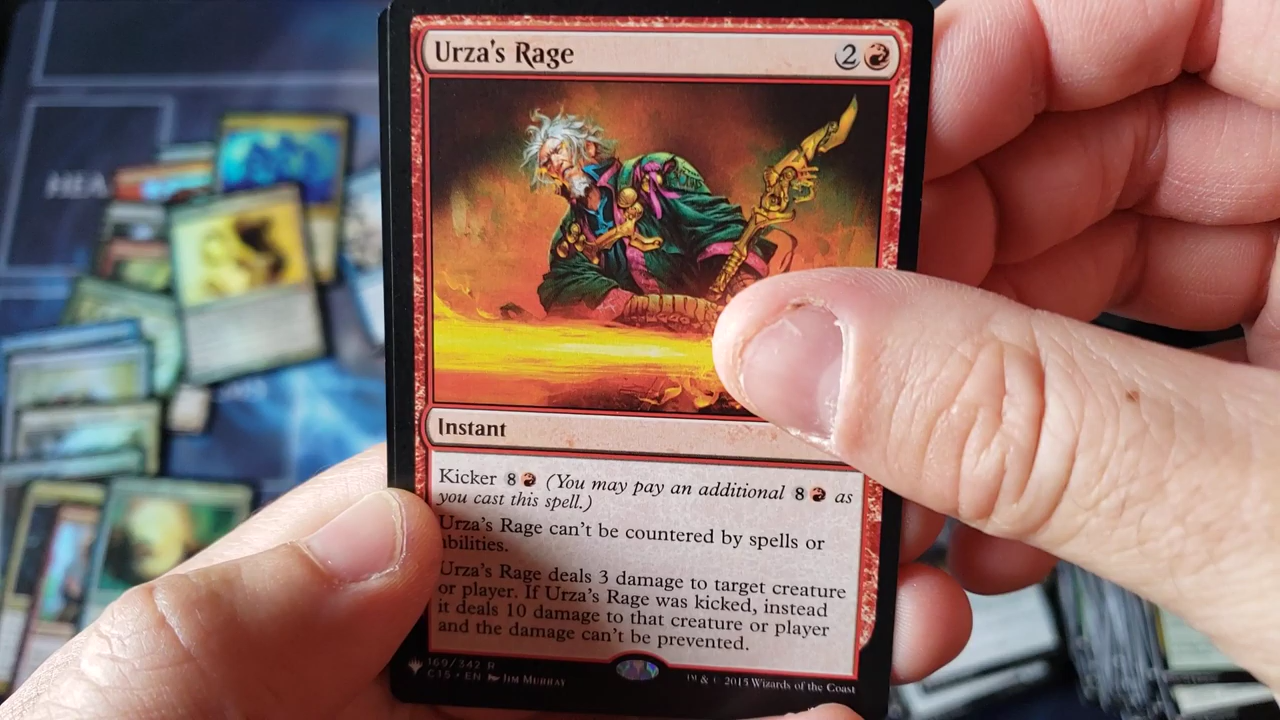 HEA
Urza's Rage 2
Instant
Kicker 8 (You may pay an additional 8 as
you cast this spell.)
Urza's Rage can't be countered by spells or
bilities.
Urza's Rage deals 3 damage to target creature
or player. If Urza's Rage was kicked, instead
it deals 10 damage to that creature or player
and the damage can't be prevented.
169/342 R
C15 • EN Jim Murray
™ & © 2015 Wizards of the Coast